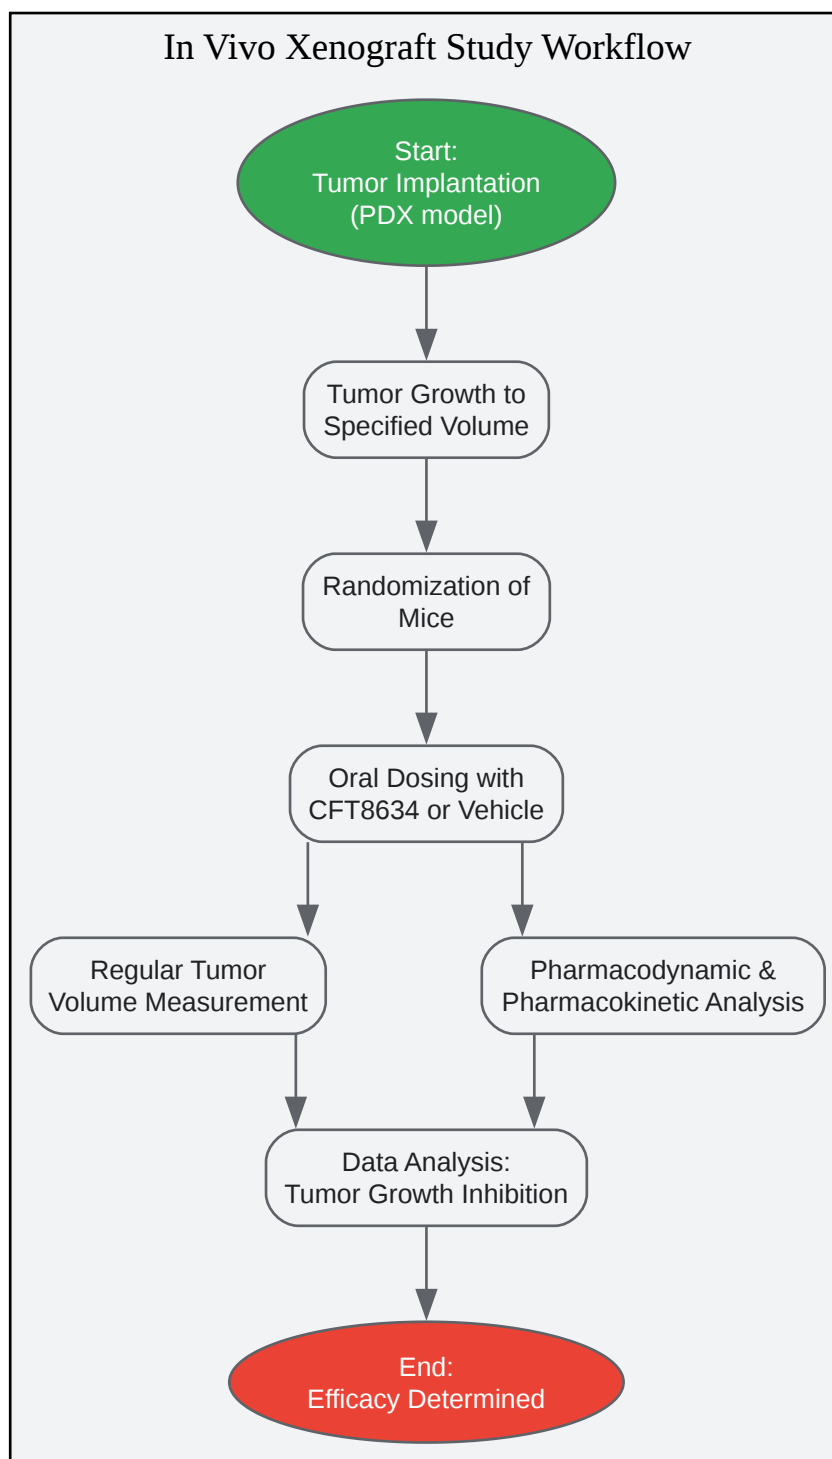 In Vivo Xenograft Study Workflow
Start:
Tumor Implantation
(PDX model)
Tumor Growth to
Specified Volume
Randomization of
Mice
Oral Dosing with
CFT8634 or Vehicle
Regular Tumor
Volume Measurement
Pharmacodynamic &
Pharmacokinetic Analysis
Data Analysis:
Tumor Growth Inhibition
End:
Efficacy Determined